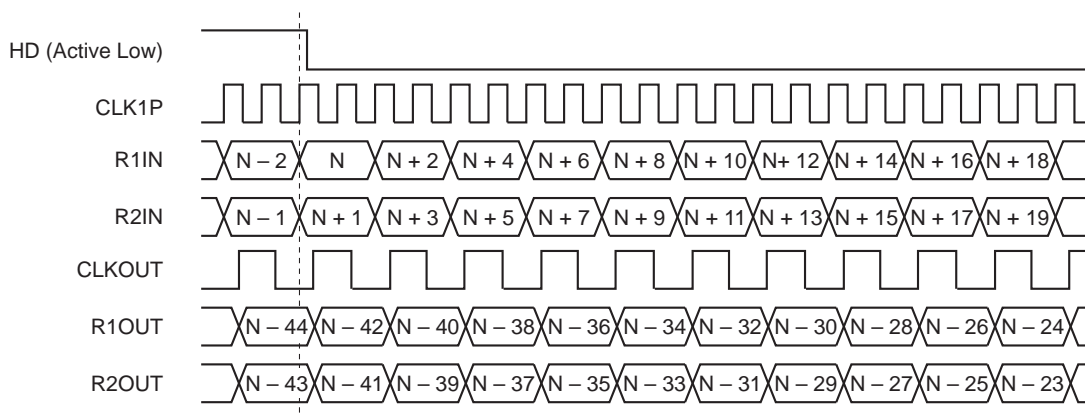 HD (Active Low)
CLK1P
R1IN N – 2 N N + 2 N + 4 N + 6 N + 8 N + 10 N+ 12 N + 14 N + 16 N + 18
R2IN N – 1 N + 1 N + 3 N + 5 N + 7 N + 9 N + 11 N + 13 N + 15 N + 17 N + 19
CLKOUT
R1OUT N – 44 N – 42 N – 40 N – 38 N – 36 N – 34 N – 32 N – 30 N – 28 N – 26 N – 24
R2OUT N – 43 N – 41 N – 39 N – 37 N – 35 N – 33 N – 31 N – 29 N – 27 N – 25 N – 23